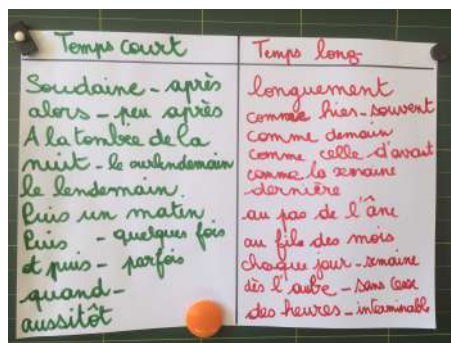 Temps court
Soudaine - après
alors - peu après
A la tombre de la
nuit - le surlendemain
le lendemain.
Puis un matin
Puis - quelques fois
et puis - parfois
quand -
aussitôt
Temps long
longuement
comme hier - souvent
comme demain
comme celle d'avant
comme la semaine
dernière
au pas de l'âne
au fil des mois
chaque jour - semaine
dès l'aube - sans cesse
des heures - interminable